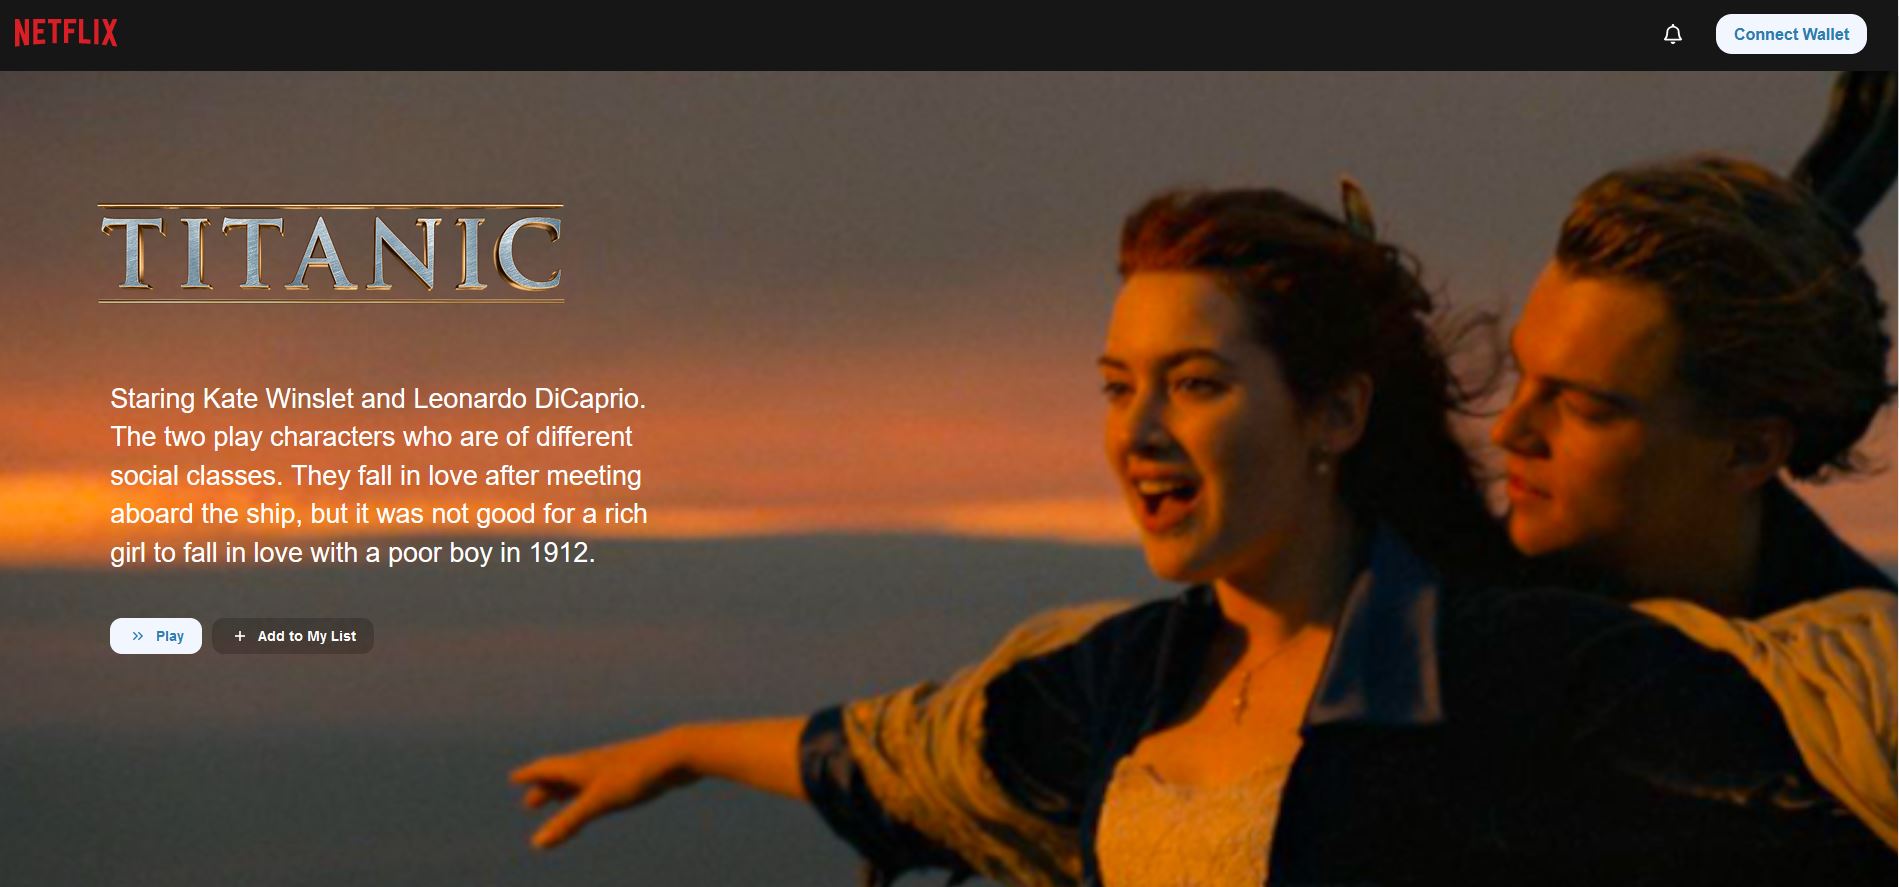 NETFLIX
Connect Wallet
TITANIC
Staring Kate Winslet and Leonardo DiCaprio.
The two play characters who are of different
social classes. They fall in love after meeting
aboard the ship, but it was not good for a rich
girl to fall in love with a poor boy in 1912.
Play
Add to My List